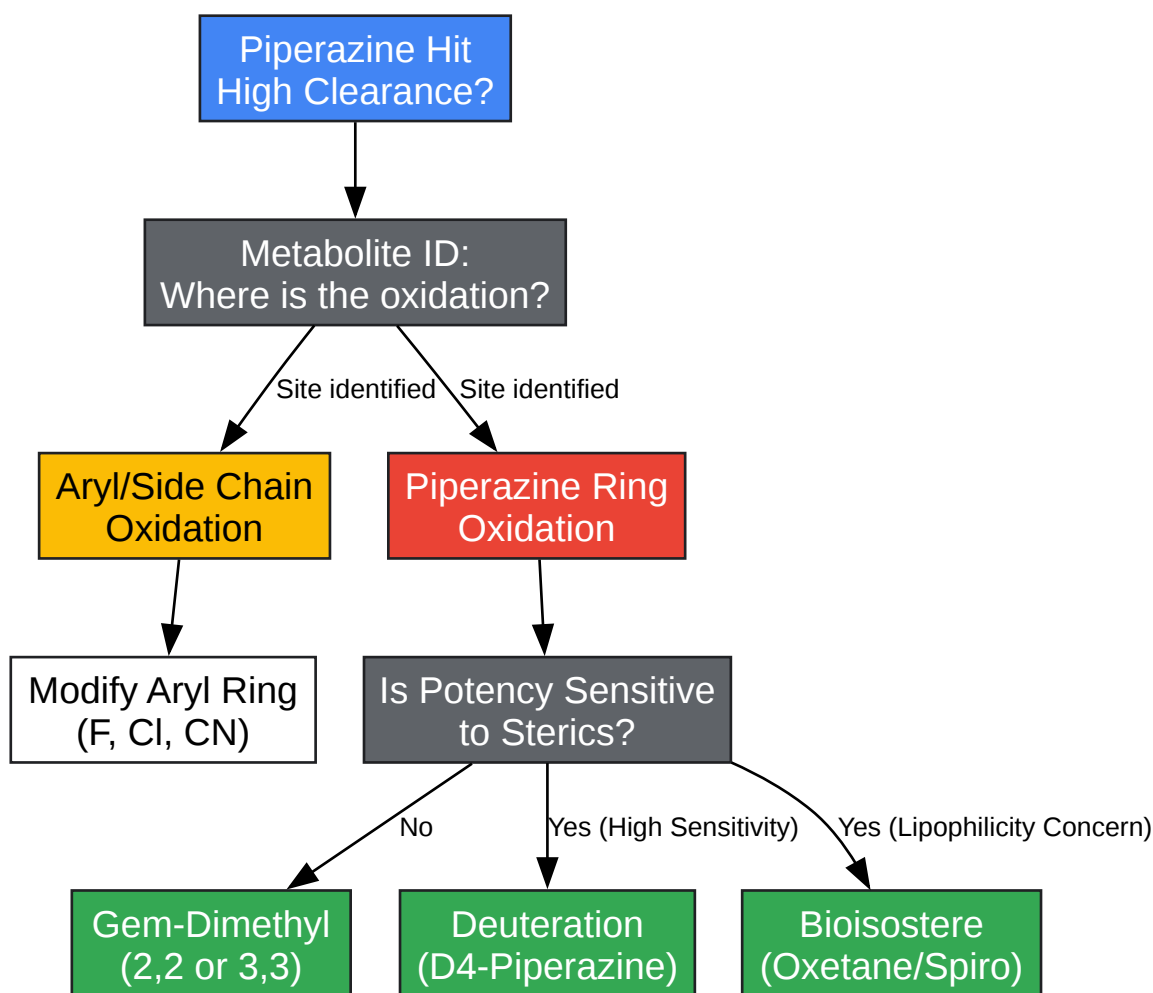 Piperazine Hit
High Clearance?
Metabolite ID:
Where is the oxidation?
Site identified
Site identified
Aryl/Side Chain
Oxidation
Piperazine Ring
Oxidation
Modify Aryl Ring
(F, Cl, CN)
Is Potency Sensitive
to Sterics?
No
Yes (High Sensitivity)
Yes (Lipophilicity Concern)
Gem-Dimethyl
(2,2 or 3,3)
Deuteration
(D4-Piperazine)
Bioisostere
(Oxetane/Spiro)